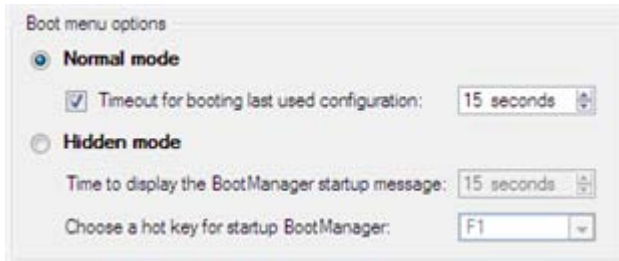 Boot menu options
Normal mode
Timeout for booting last used configuration: 15 seconds
Hidden mode
Time to display the BootManager startup message: 15 seconds
Choose a hot key for startup BootManager: F1